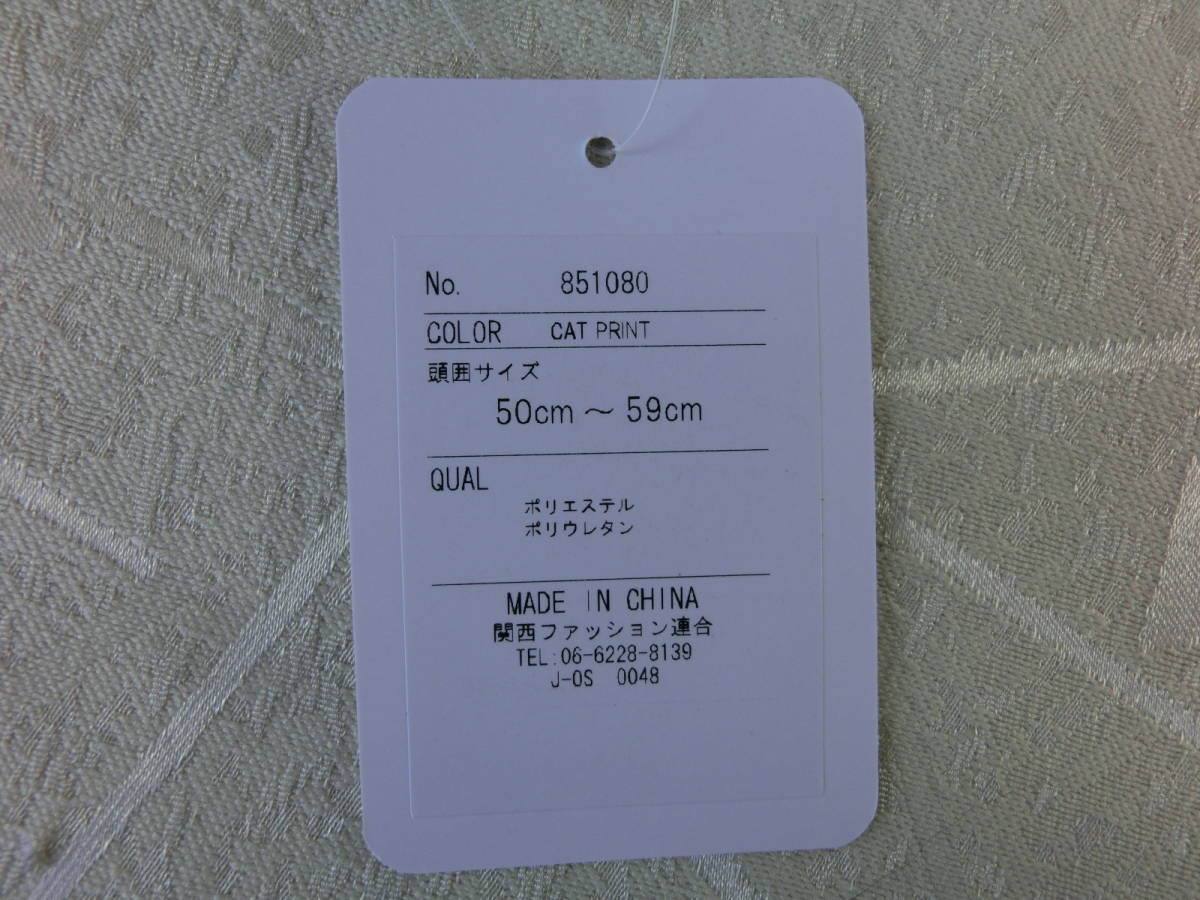 No. 851080
COLOR CAT PRINT
頭囲サイズ
50cm ～ 59cm
QUAL
ポリエステル
ポリウレタン
MADE IN CHINA
関西ファッション連合
TEL:06-6228-8139
J-OS 0048